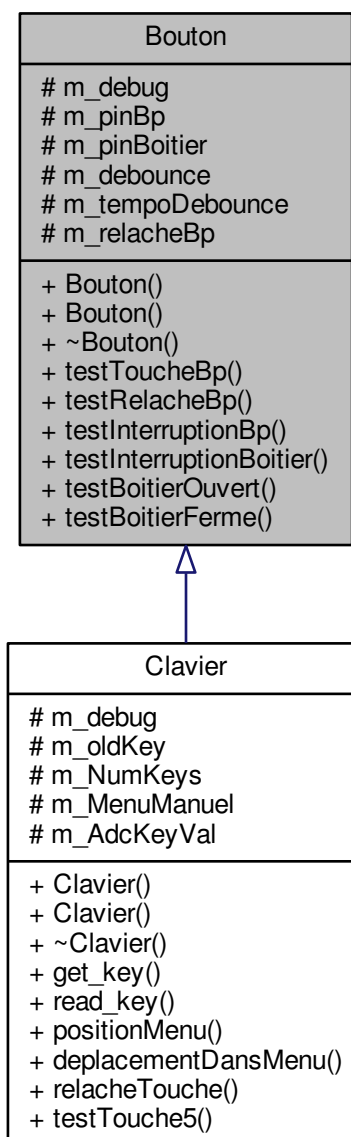 Bouton
# m_debug
# m_pinBp
# m_pinBoitier
# m_debounce
# m_tempoDebounce
# m_relacheBp
+ Bouton()
+ Bouton()
+ ~Bouton()
+ testToucheBp()
+ testRelacheBp()
+ testInterruptionBp()
+ testInterruptionBoitier()
+ testBoitierOuvert()
+ testBoitierFerme()
Clavier
# m_debug
# m_oldKey
# m_NumKeys
# m_MenuManuel
# m_AdcKeyVal
+ Clavier()
+ Clavier()
+ ~Clavier()
+ get_key()
+ read_key()
+ positionMenu()
+ deplacementDansMenu()
+ relacheTouche()
+ testTouche5()